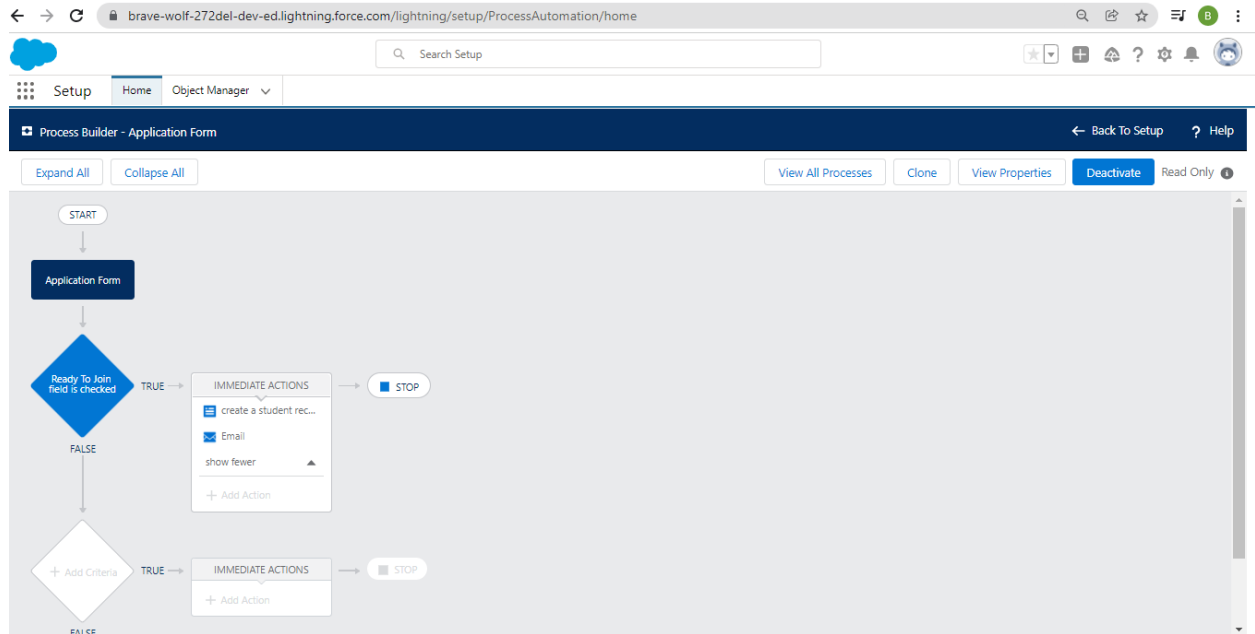 brave-wolf-272del-dev-ed.lightning.force.com/lightning/setup/ProcessAutomation/home
B
Search Setup
?
Setup Home Object Manager
Process Builder - Application Form
Back To Setup ? Help
Expand All Collapse All View All Processes Clone View Properties Deactivate Read Only
START
Application Form
Ready To Join
field is checked
TRUE
IMMEDIATE ACTIONS
STOP
create a student rec...
Email
show fewer
+ Add Action
FALSE
+ Add Criteria
TRUE
IMMEDIATE ACTIONS
STOP
+ Add Action
FALSE